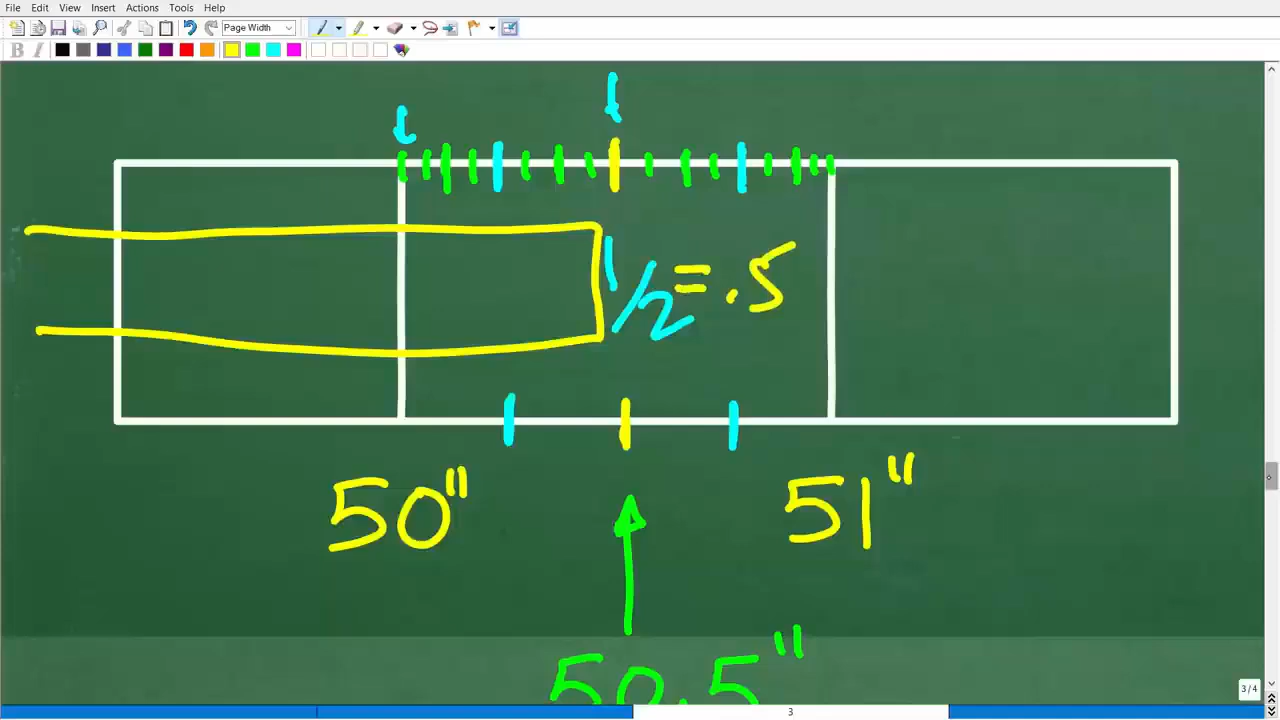 File Edit View Insert Actions Tools Help
Page Width
B I
1/2 = .5
50" 51"
50.5"
3/4
3